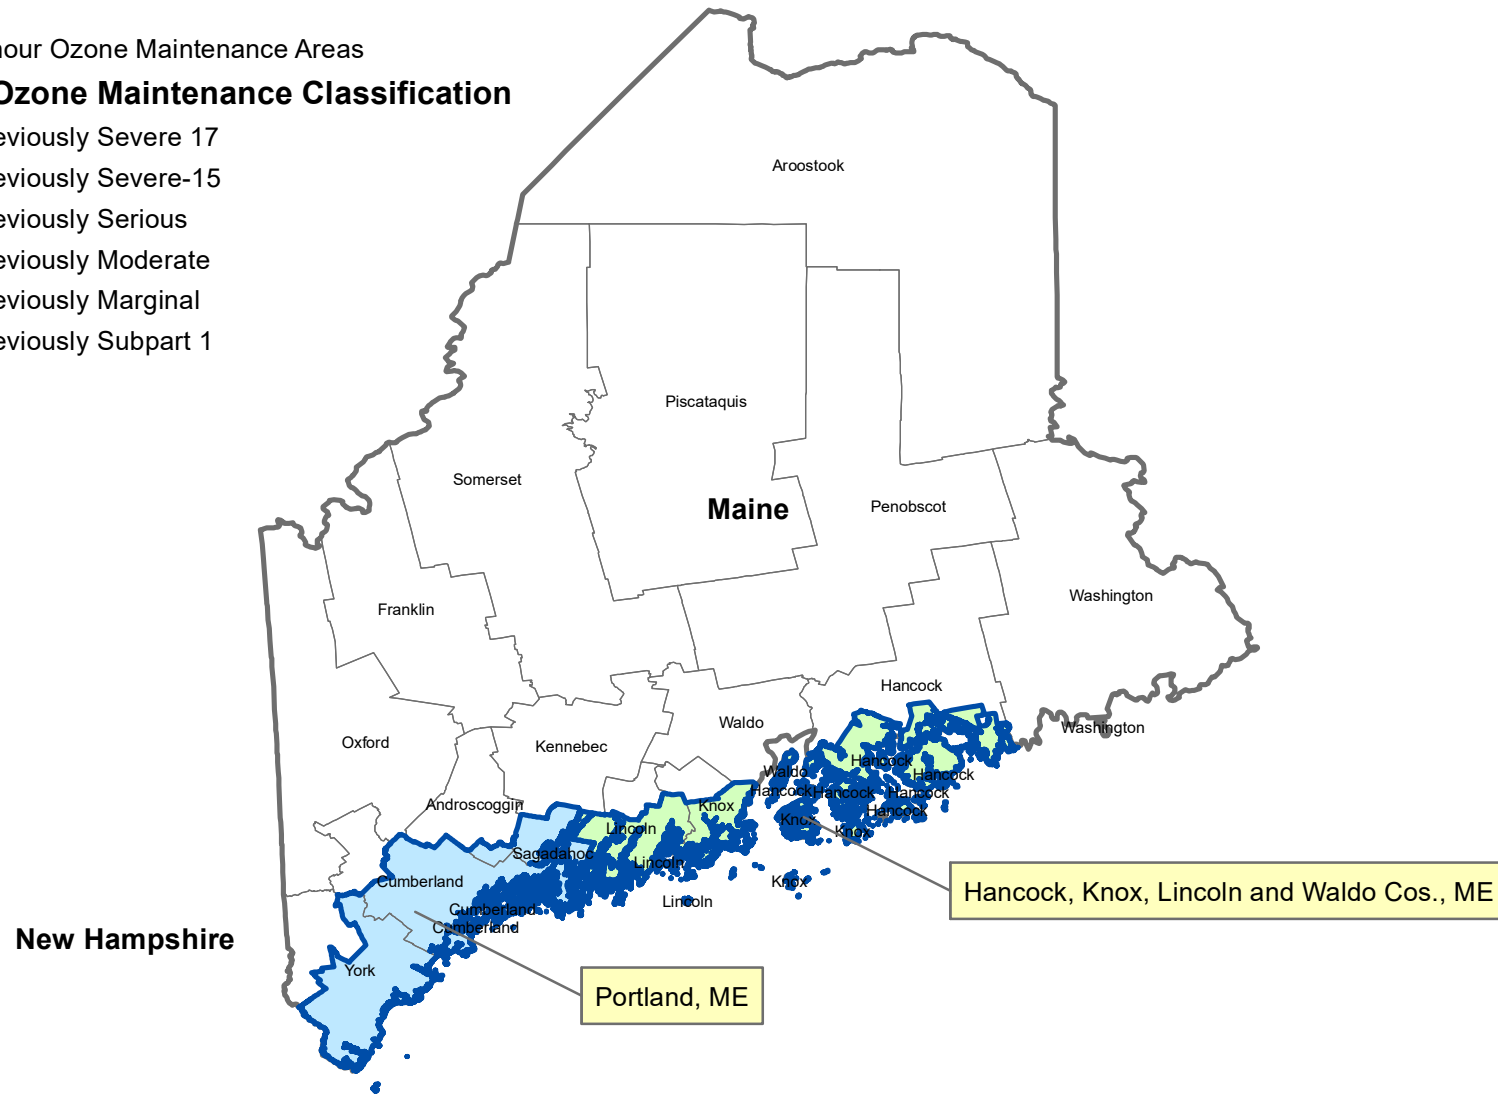 our Ozone Maintenance Areas
Ozone Maintenance Classification
eviously Severe 17
eviously Severe-15
eviously Serious
eviously Moderate
eviously Marginal
eviously Subpart 1
Aroostook
Piscataquis
Somerset
Maine
Penobscot
Washington
Franklin
Hancock
Waldo
Washington
Oxford
Kennebec
Hancock
Waldo
Hancock
Hancock
Hancock
Hancock
Androscoggin
Knox
Hancock
Knox
Lincoln
Knox
Sagadahoc
Lincoln
Cumberland
Knox
Hancock, Knox, Lincoln and Waldo Cos., ME
Lincoln
Cumberland
Cumberland
New Hampshire
York
Portland, ME